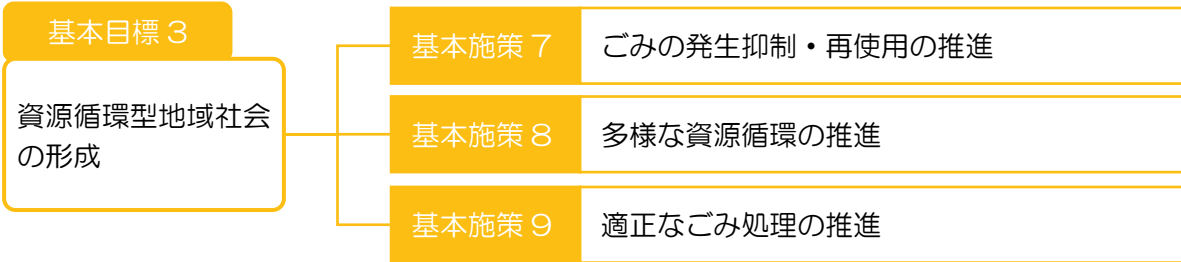 基本目標３
資源循環型地域社会
の形成
基本施策７
ごみの発生抑制・再使用の推進
基本施策８
多様な資源循環の推進
基本施策９
適正なごみ処理の推進